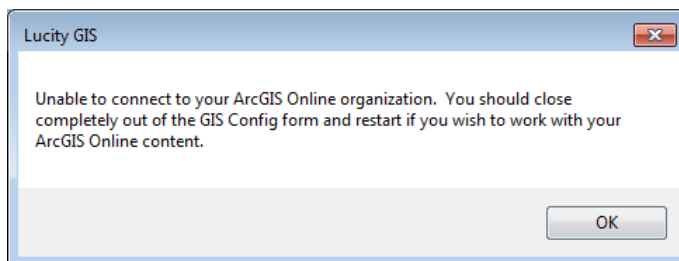 Lucity GIS
Unable to connect to your ArcGIS Online organization.  You should close
completely out of the GIS Config form and restart if you wish to work with your
ArcGIS Online content.
OK